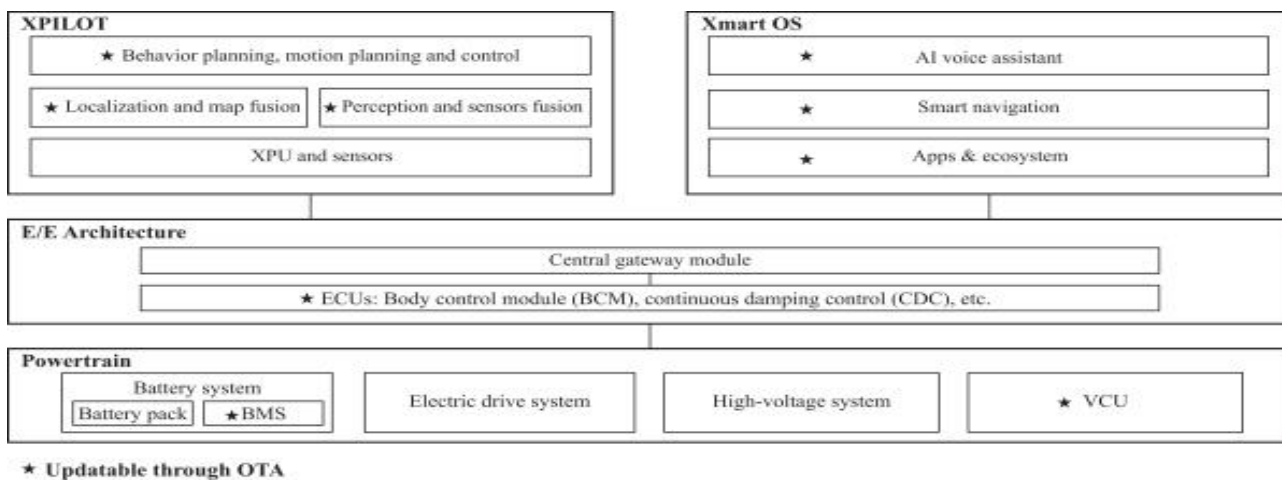 XPILOT
★ Behavior planning, motion planning and control
★ Localization and map fusion
★ Perception and sensors fusion
XPU and sensors
Xmart OS
★ AI voice assistant
★ Smart navigation
★ Apps & ecosystem
E/E Architecture
Central gateway module
★ ECUs: Body control module (BCM), continuous damping control (CDC), etc.
Powertrain
Battery system
Battery pack
★ BMS
Electric drive system
High-voltage system
★ VCU
★ Updatable through OTA